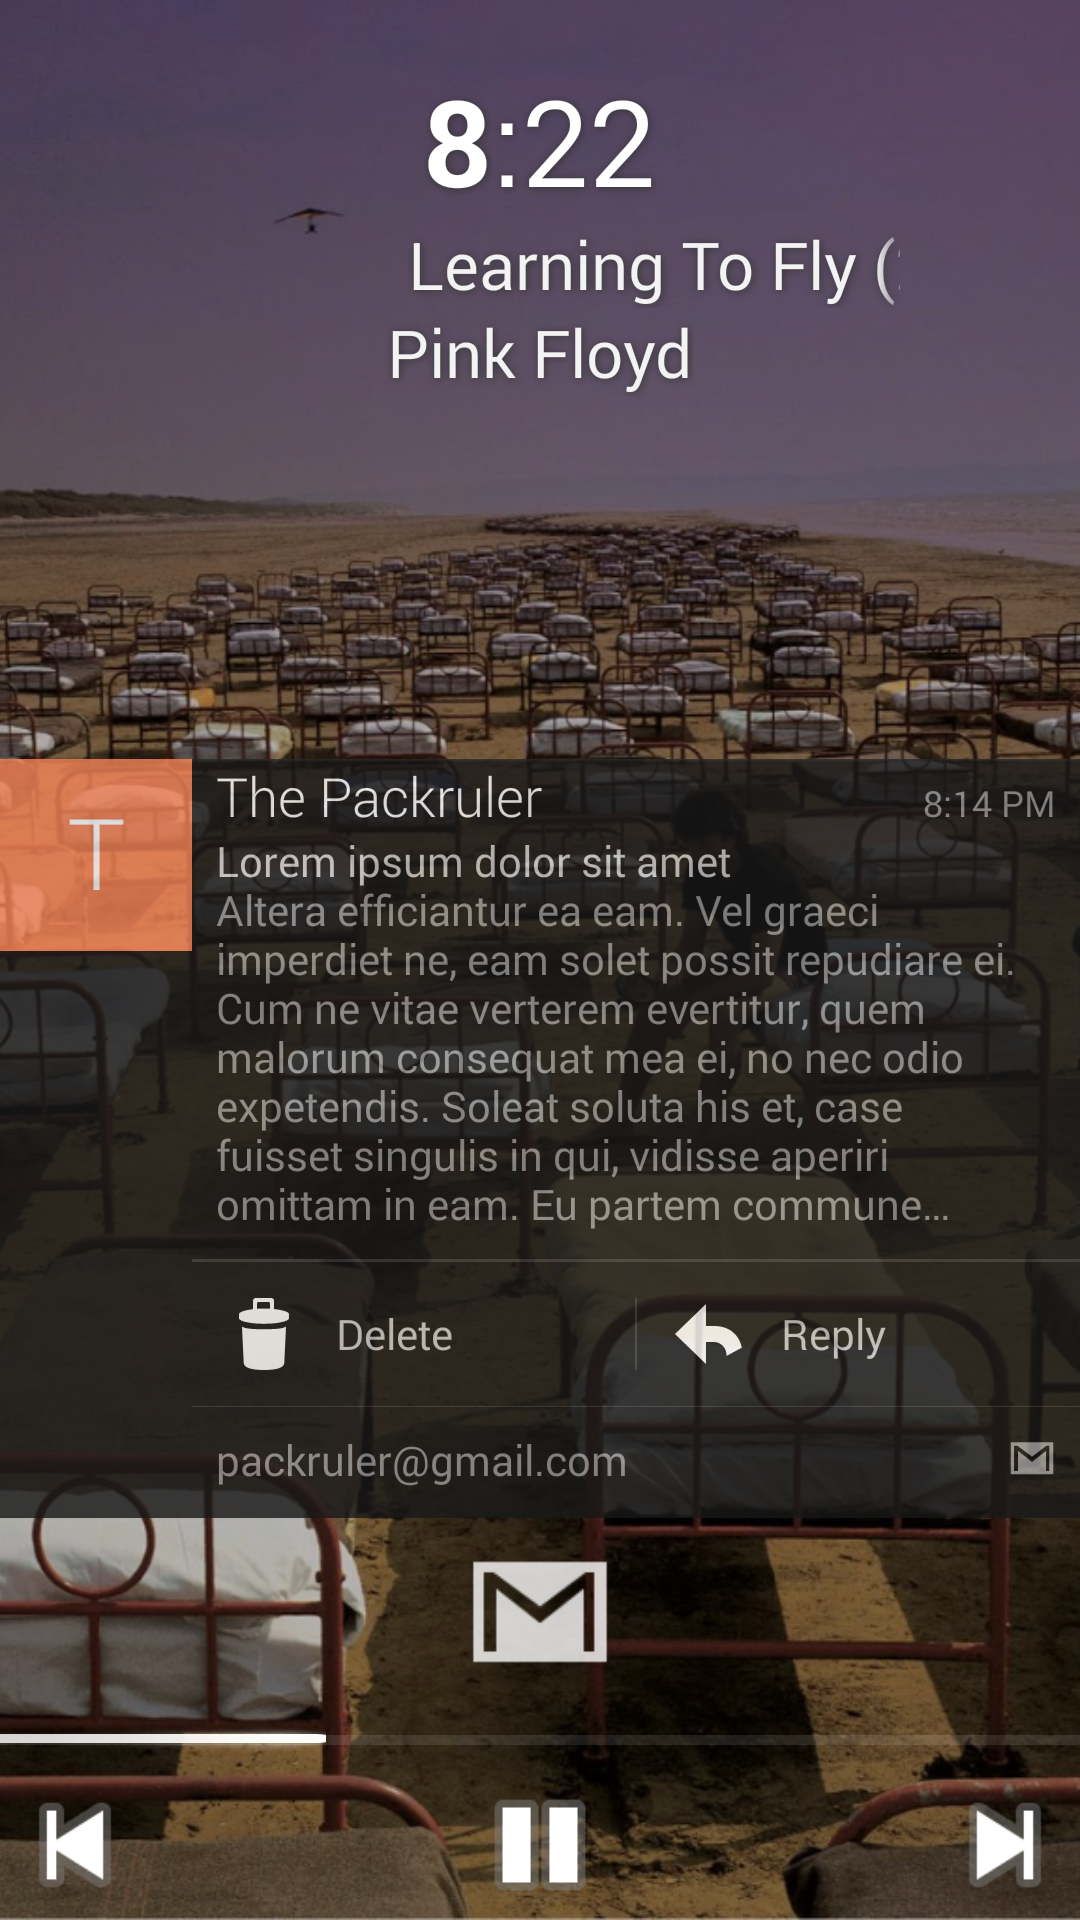 8:22
Learning To Fly (
Pink Floyd
T
The Packruler
8:14 PM
Lorem ipsum dolor sit amet
Altera efficiantur ea eam. Vel graeci
imperdiet ne, eam solet possit repudiare ei.
Cum ne vitae verterem evertitur, quem
malorum consequat mea ei, no nec odio
expetendis. Soleat soluta his et, case
fuisset singulis in qui, vidisse aperiri
omittam in eam. Eu partem commune...
Delete
Reply
packruler@gmail.com